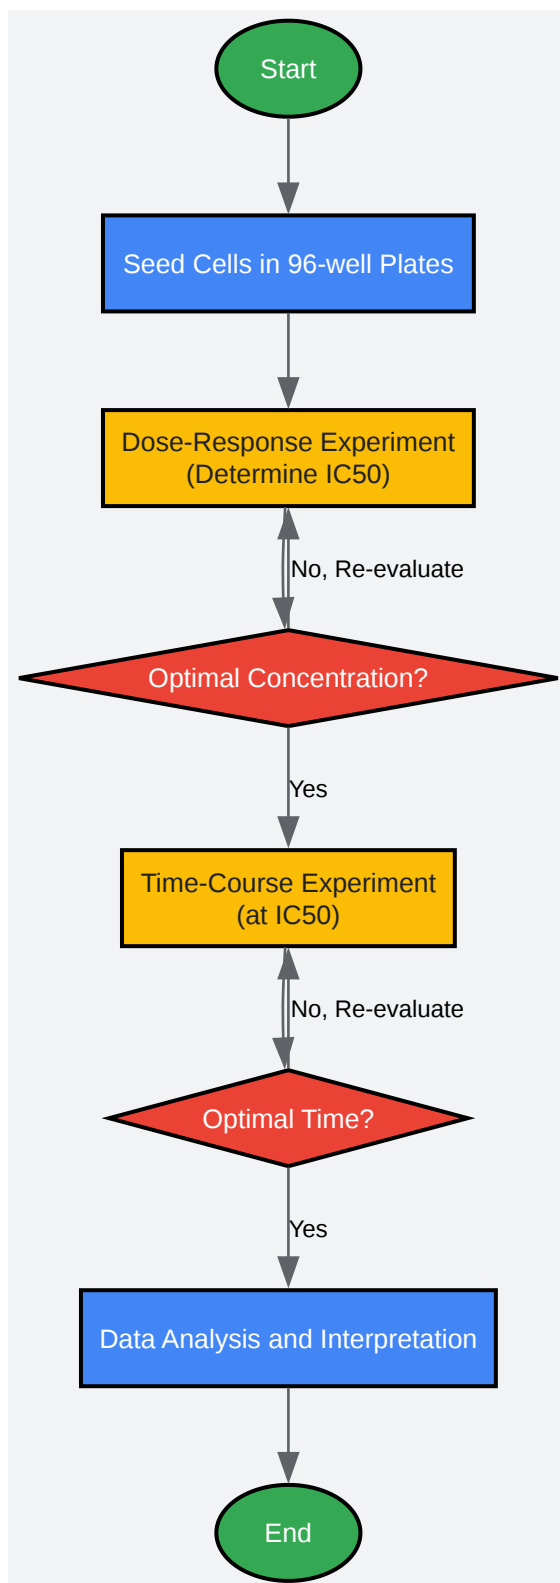 Start
Seed Cells in 96-well Plates
Dose-Response Experiment
(Determine IC50)
No, Re-evaluate
Optimal Concentration?
Yes
Time-Course Experiment
(at IC50)
No, Re-evaluate
Optimal Time?
Yes
Data Analysis and Interpretation
End